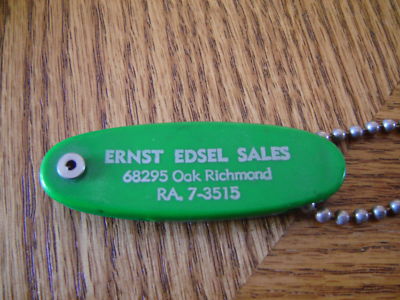 ERNST EDSEL SALES
68295 Oak Richmond
RA. 7-3515